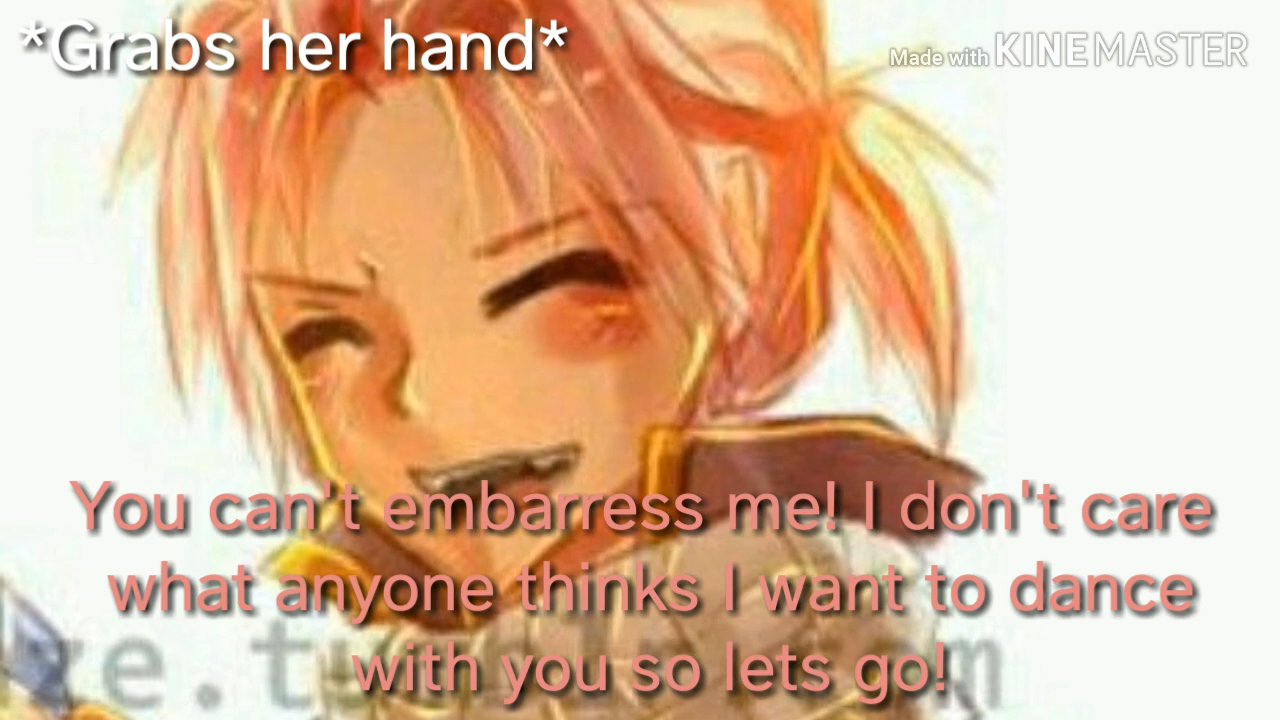 *Grabs her hand*
Made with KINEMASTER
You can't embarress me! I don't care
what anyone thinks I want to dance
with you so lets go!